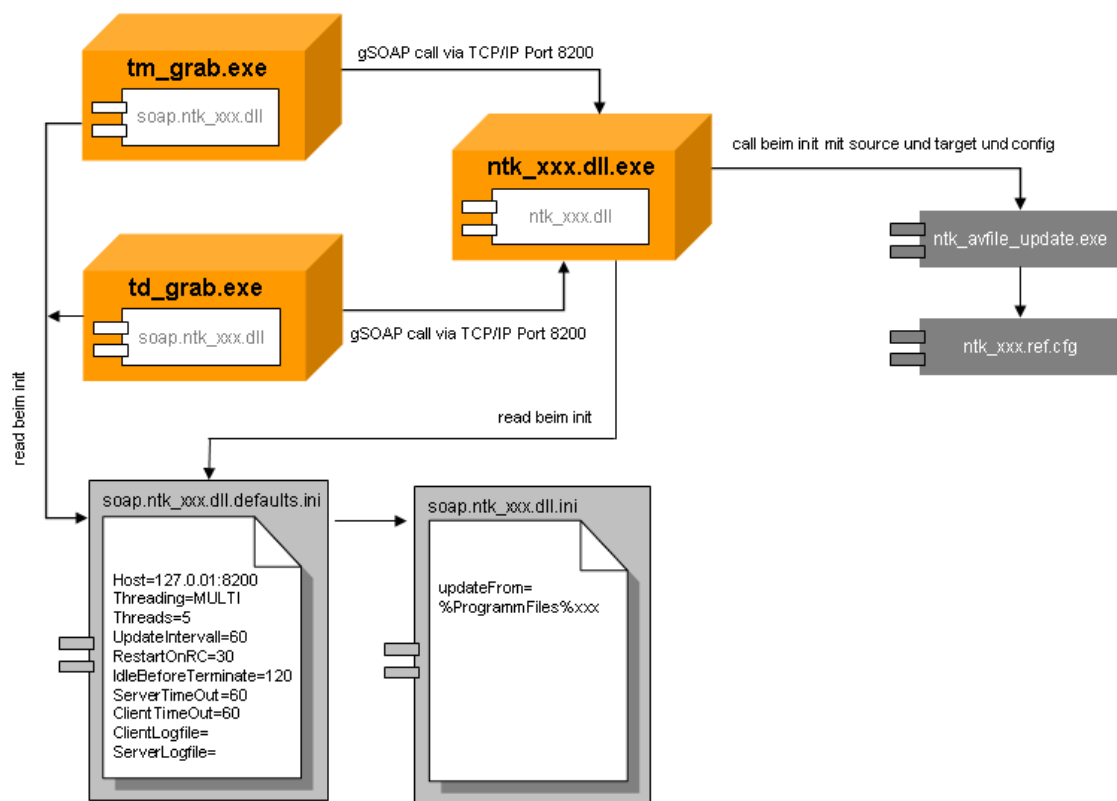 gSOAP call via TCP/IP Port 8200
tm_grab.exe
soap.ntk_xxx.dll
call beim init mit source und target und config
ntk_xxx.dll.exe
ntk_xxx.dll
ntk_avfile_update.exe
td_grab.exe
soap.ntk_xxx.dll
gSOAP call via TCP/IP Port 8200
ntk_xxx.ref.cfg
read beim init
read beim init
soap.ntk_xxx.dll.defaults.ini
Host=127.0.01:8200
Threading=MULTI
Threads=5
UpdateIntervall=60
RestartOnRC=30
IdleBeforeTerminate=120
ServerTimeOut=60
ClientTimeOut=60
ClientLogfile=
ServerLogfile=
soap.ntk_xxx.dll.ini
updateFrom=
%ProgrammFiles%xxx